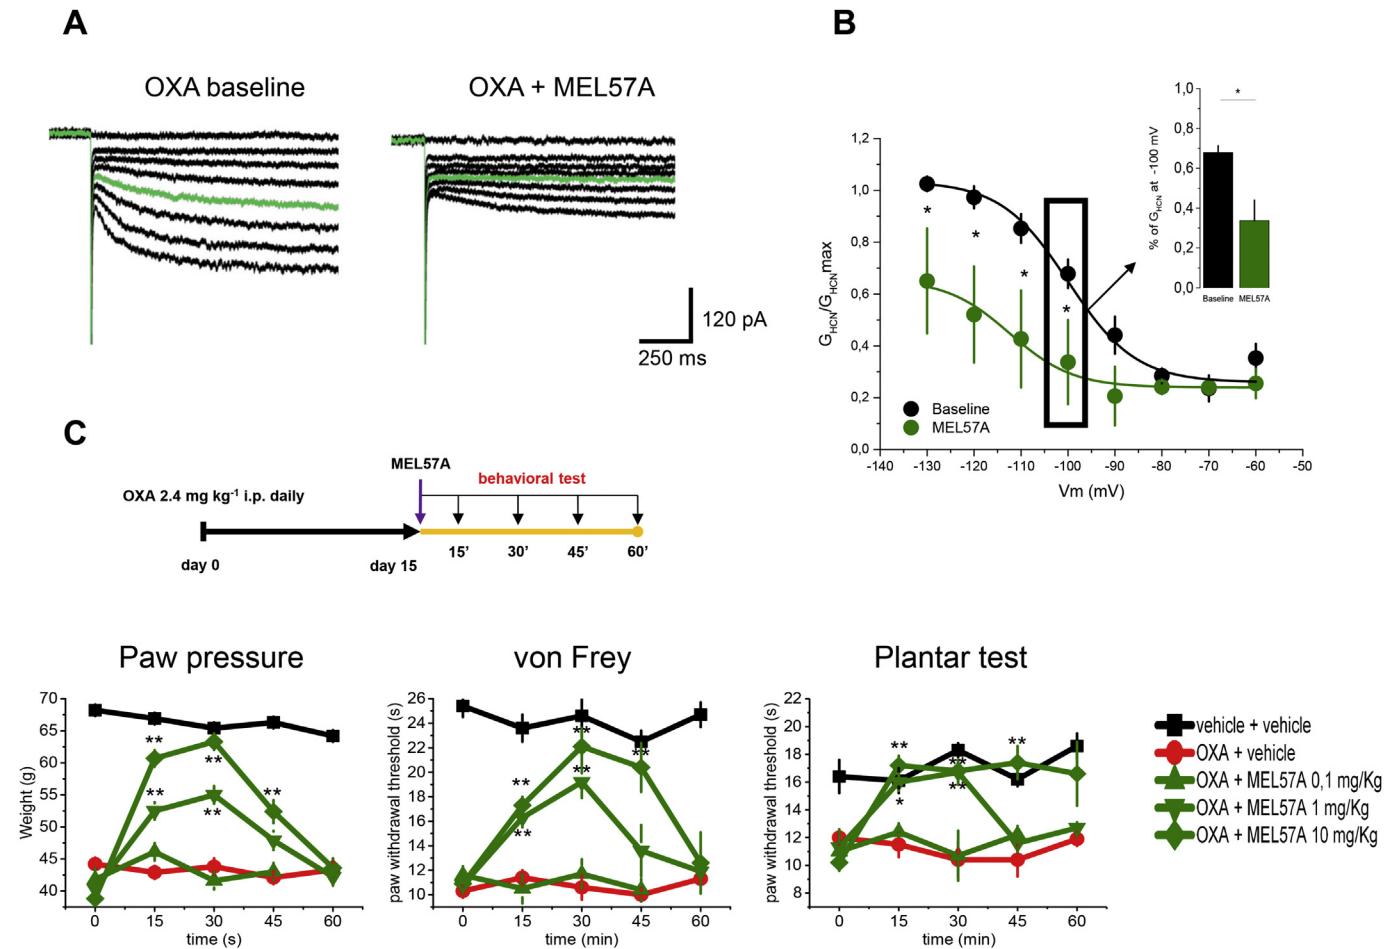 A
OXA baseline
OXA + MEL57A
120 pA
250 ms
B
1,2
1,0
0,8
0,6
0,4
0,2
0,0
G_HCN/G_HCNmax
*
*
*
*
Baseline
MEL57A
-140
-130
-120
-110
-100
-90
-80
-70
-60
-50
Vm (mV)
1,0
0,8
0,6
0,4
0,2
0,0
% of G_HCN at -100 mV
*
Baseline
MEL57A
C
MEL57A
behavioral test
OXA 2.4 mg kg⁻¹ i.p. daily
day 0
day 15
15’
30’
45’
60’
Paw pressure
70
65
60
55
50
45
40
Weight (g)
**
**
**
**
**
0
15
30
45
60
time (s)
von Frey
26
24
22
20
18
16
14
12
10
paw withdrawal threshold (s)
**
**
**
**
**
0
15
30
45
60
time (min)
Plantar test
22
20
18
16
14
12
10
8
paw withdrawal threshold (s)
**
*
**
**
**
0
15
30
45
60
time (min)
vehicle + vehicle
OXA + vehicle
OXA + MEL57A 0,1 mg/Kg
OXA + MEL57A 1 mg/Kg
OXA + MEL57A 10 mg/Kg